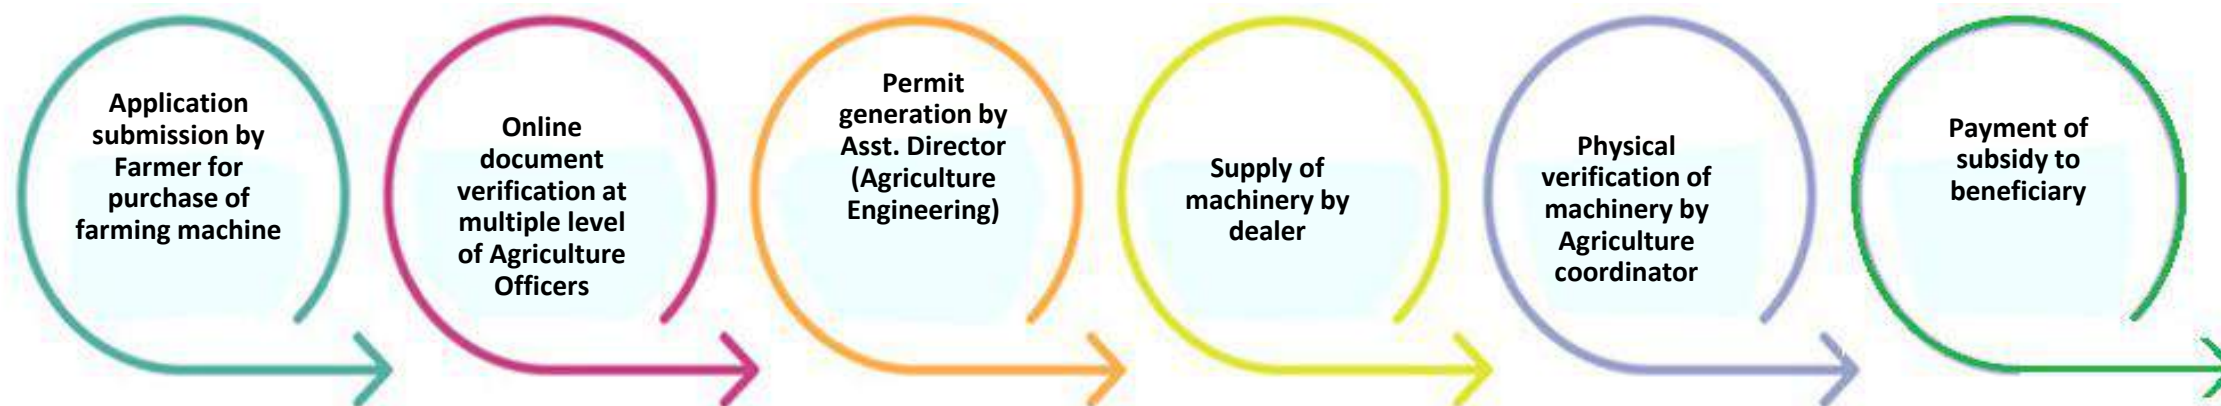 Application
submission by
Farmer for
purchase of
farming machine
Online
document
verification at
multiple level
of Agriculture
Officers
Permit
generation by
Asst. Director
(Agriculture
Engineering)
Supply of
machinery by
dealer
Physical
verification of
machinery by
Agriculture
coordinator
Payment of
subsidy to
beneficiary